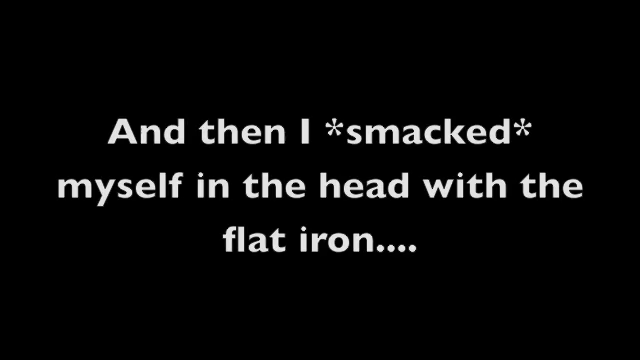 And then I *smacked*
myself in the head with the
flat iron....